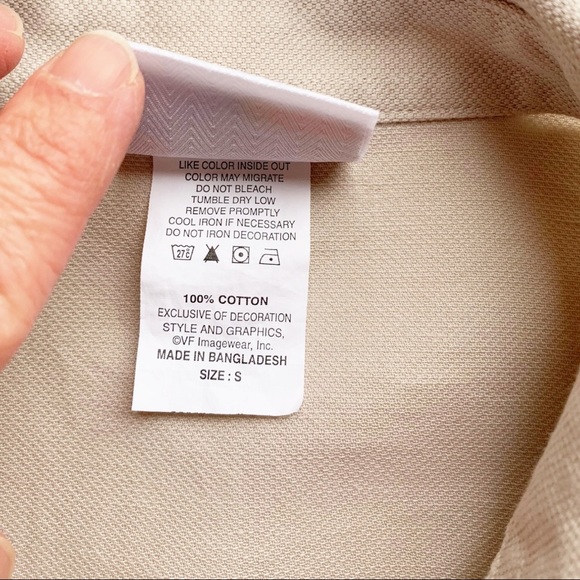 LIKE COLOR INSIDE OUT
COLOR MAY MIGRATE
DO NOT BLEACH
TUMBLE DRY LOW
REMOVE PROMPTLY
COOL IRON IF NECESSARY
DO NOT IRON DECORATION
27c
100% COTTON
EXCLUSIVE OF DECORATION
STYLE AND GRAPHICS,
©VF Imagewear, Inc.
MADE IN BANGLADESH
SIZE : S